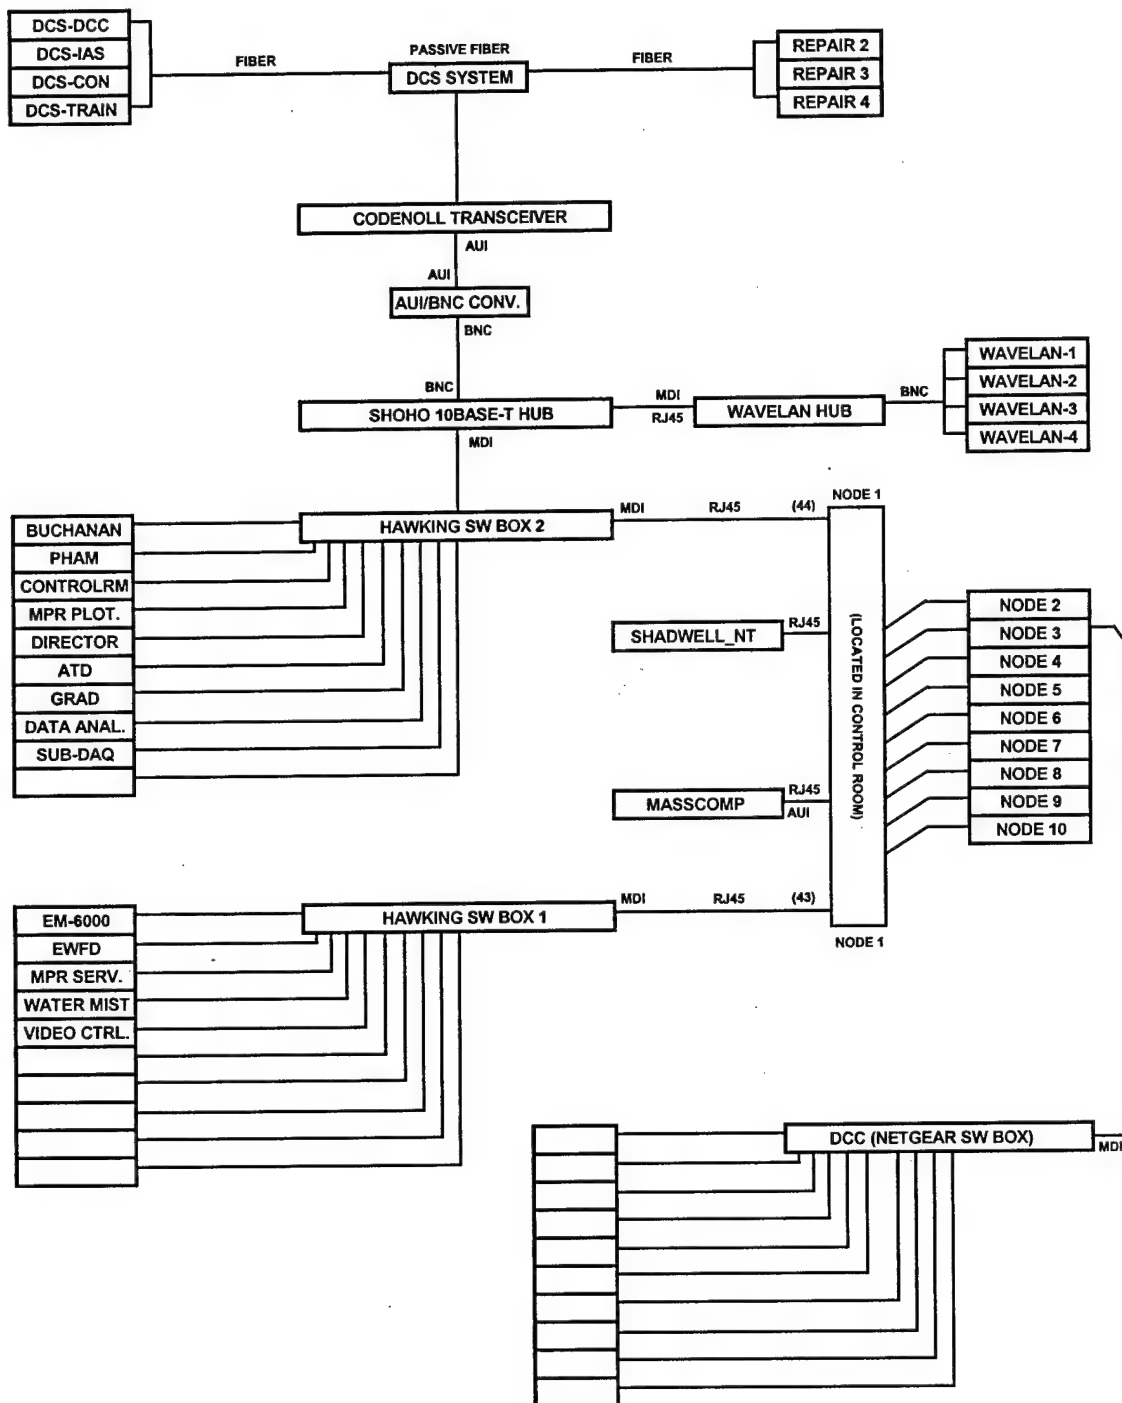 DCS-DCC
DCS-IAS
DCS-CON
DCS-TRAIN
FIBER
PASSIVE FIBER
DCS SYSTEM
FIBER
REPAIR 2
REPAIR 3
REPAIR 4
CODENOLL TRANSCEIVER
AUI
AUI
AUI/BNC CONV.
BNC
BNC
SHOHO 10BASE-T HUB
MDI
MDI
RJ45
WAVELAN HUB
BNC
WAVELAN-1
WAVELAN-2
WAVELAN-3
WAVELAN-4
BUCHANAN
PHAM
CONTROLRM
MPR PLOT.
DIRECTOR
ATD
GRAD
DATA ANAL.
SUB-DAQ
HAWKING SW BOX 2
MDI RJ45 (44)
NODE 1
(LOCATED IN CONTROL ROOM)
NODE 1
SHADWELL_NT
RJ45
MASSCOMP
RJ45
AUI
NODE 2
NODE 3
NODE 4
NODE 5
NODE 6
NODE 7
NODE 8
NODE 9
NODE 10
EM-6000
EWFD
MPR SERV.
WATER MIST
VIDEO CTRL.
HAWKING SW BOX 1
MDI RJ45 (43)
DCC (NETGEAR SW BOX)
MDI